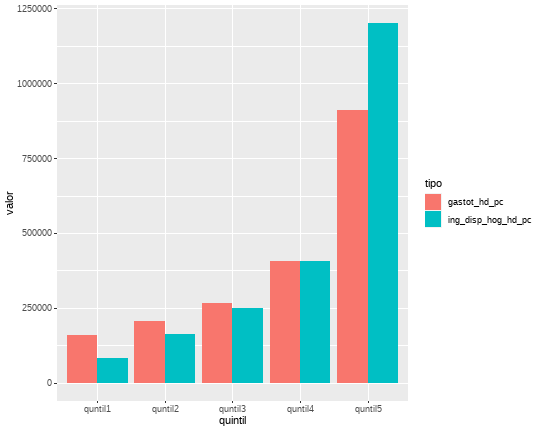 1250000
1000000
750000
500000
250000
0
valor
quntil1
quntil2
quntil3
quntil4
quntil5
quintil
tipo
gastot_hd_pc
ing_disp_hog_hd_pc